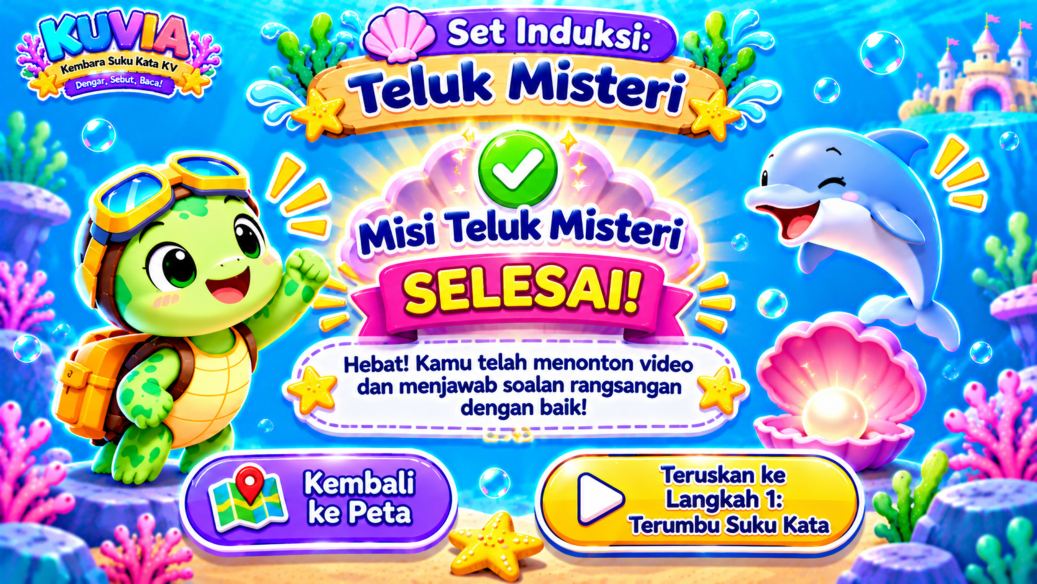 KUVIA
Kembara Suku Kata KV
Dengar, Sebut, Baca!
Set Induksi:
Teluk Misteri
Misi Teluk Misteri
SELESAI!
Hebat! Kamu telah menonton video
dan menjawab soalan rangsangan
dengan baik!
Kembali
ke Peta
Teruskan ke
Langkah 1:
Terumbu Suku Kata